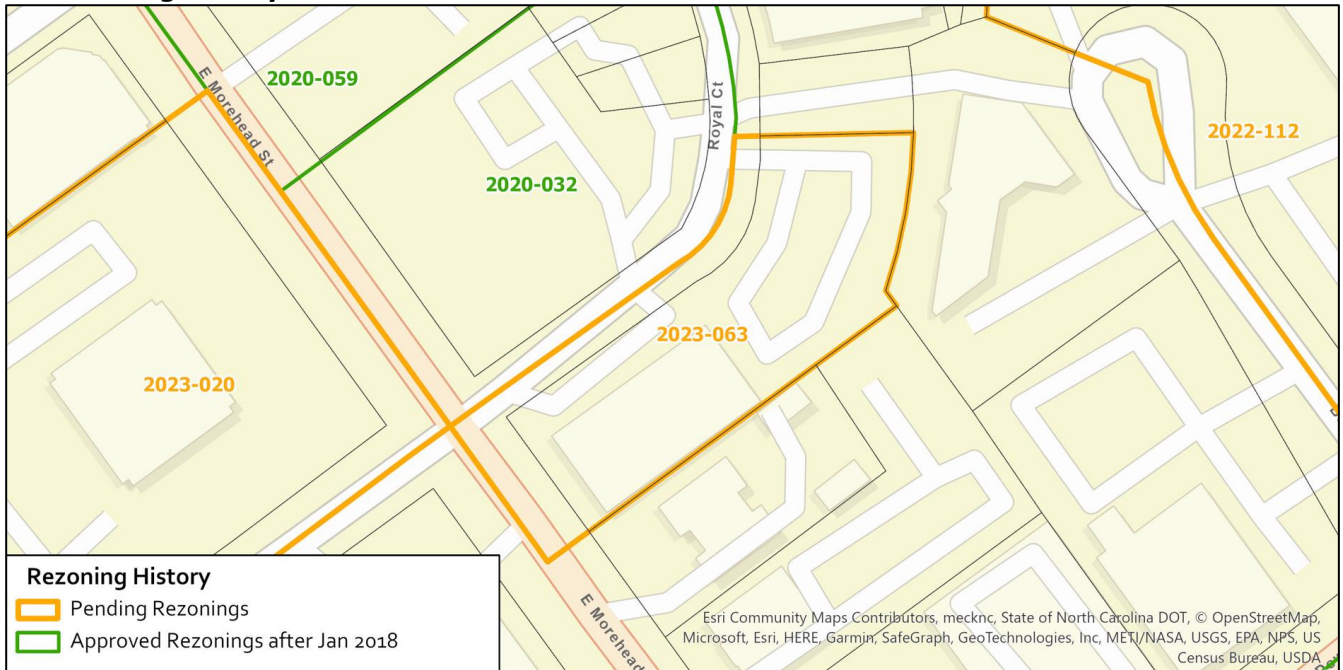 E Morehead St
2020-059
Royal Ct
2022-112
2020-032
2023-063
2023-020
Rezoning History
Pending Rezonings
Approved Rezonings after Jan 2018
E Morehead
Esri Community Maps Contributors, mecknc, State of North Carolina DOT, © OpenStreetMap,
Microsoft, Esri, HERE, Garmin, SafeGraph, GeoTechnologies, Inc, METI/NASA, USGS, EPA, NPS, US
Census Bureau, USDA